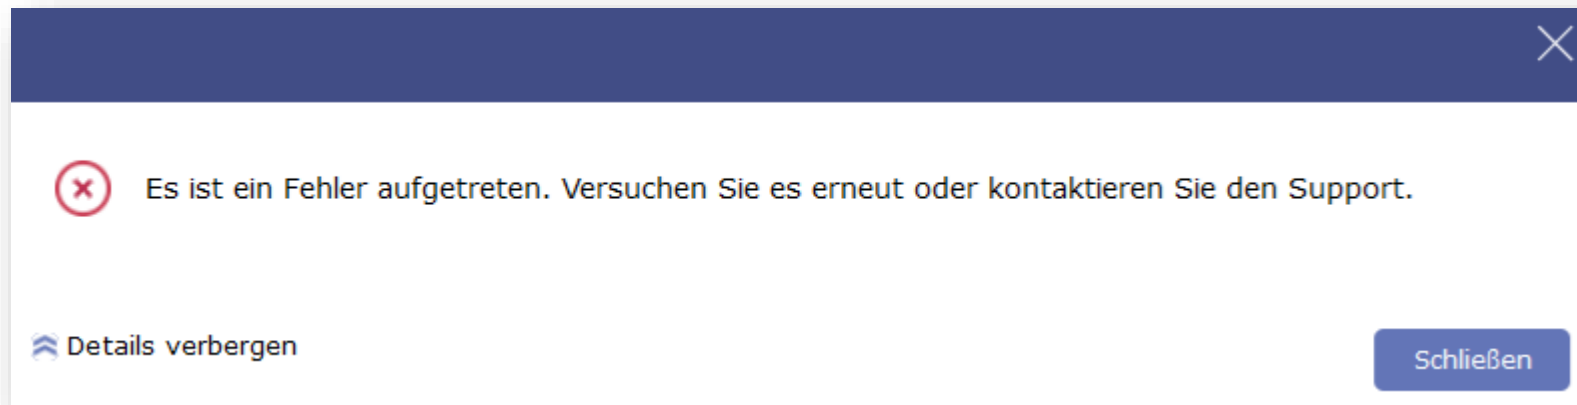 Es ist ein Fehler aufgetreten. Versuchen Sie es erneut oder kontaktieren Sie den Support.
Details verbergen
Schließen